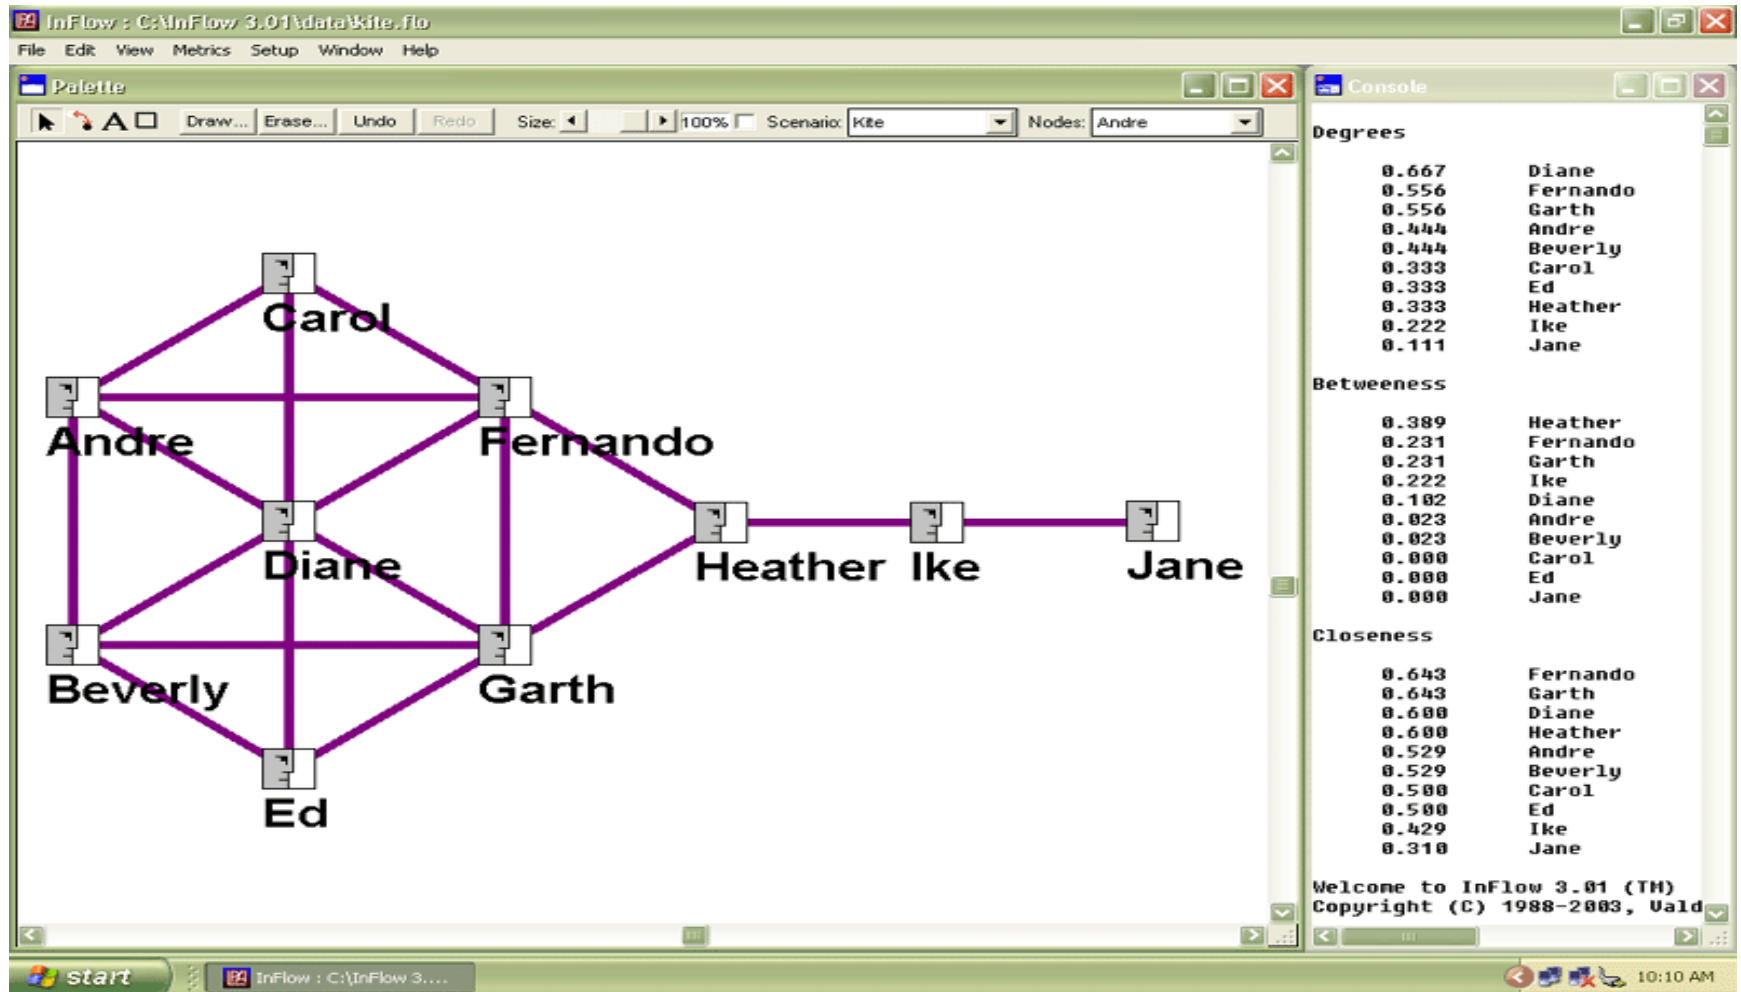 InFlow : C:\InFlow 3.01\data\kite.flo
File Edit View Metrics Setup Window Help
Palette
A Draw... Erase... Undo Redo Size: 100% Scenario: Kite Nodes: Andre
Carol
Andre
Fernando
Diane
Heather
Ike
Jane
Beverly
Garth
Ed
Console
Degrees
0.667 Diane
0.556 Fernando
0.556 Garth
0.444 Andre
0.444 Beverly
0.333 Carol
0.333 Ed
0.333 Heather
0.222 Ike
0.111 Jane
Betweeness
0.389 Heather
0.231 Fernando
0.231 Garth
0.222 Ike
0.102 Diane
0.023 Andre
0.023 Beverly
0.000 Carol
0.000 Ed
0.000 Jane
Closeness
0.643 Fernando
0.643 Garth
0.600 Diane
0.600 Heather
0.529 Andre
0.529 Beverly
0.500 Carol
0.500 Ed
0.429 Ike
0.310 Jane
Welcome to InFlow 3.01 (TM)
Copyright (C) 1988-2003, Vald
start
InFlow : C:\InFlow 3....
10:10 AM